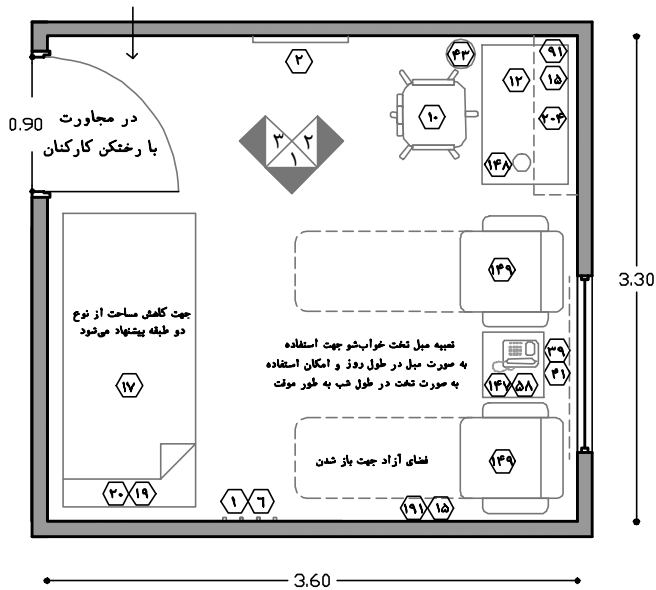 ۲
۴۳
۱۲
۹۱
۱۵
۲۰۴
۱۰
۱۴۸
در مجاورت
با رختکن کارکنان
0.90
۳ ۲
۱
۱۴۹
3.30
جهت کاهش مساحت از نوع
دو طبقه پیشنهاد می‌شود
تعبیه مبل تخت خواب‌شو جهت استفاده
به صورت مبل در طول روز و امکان استفاده
به صورت تخت در طول شب به طور موقت
۳۹
۴۱
۱۷
۱۴۷ ۵۸
فضای آزاد جهت باز شدن
۱۴۹
۲۰ ۱۹
۱ ۶
۱۹۱ ۱۵
3.60